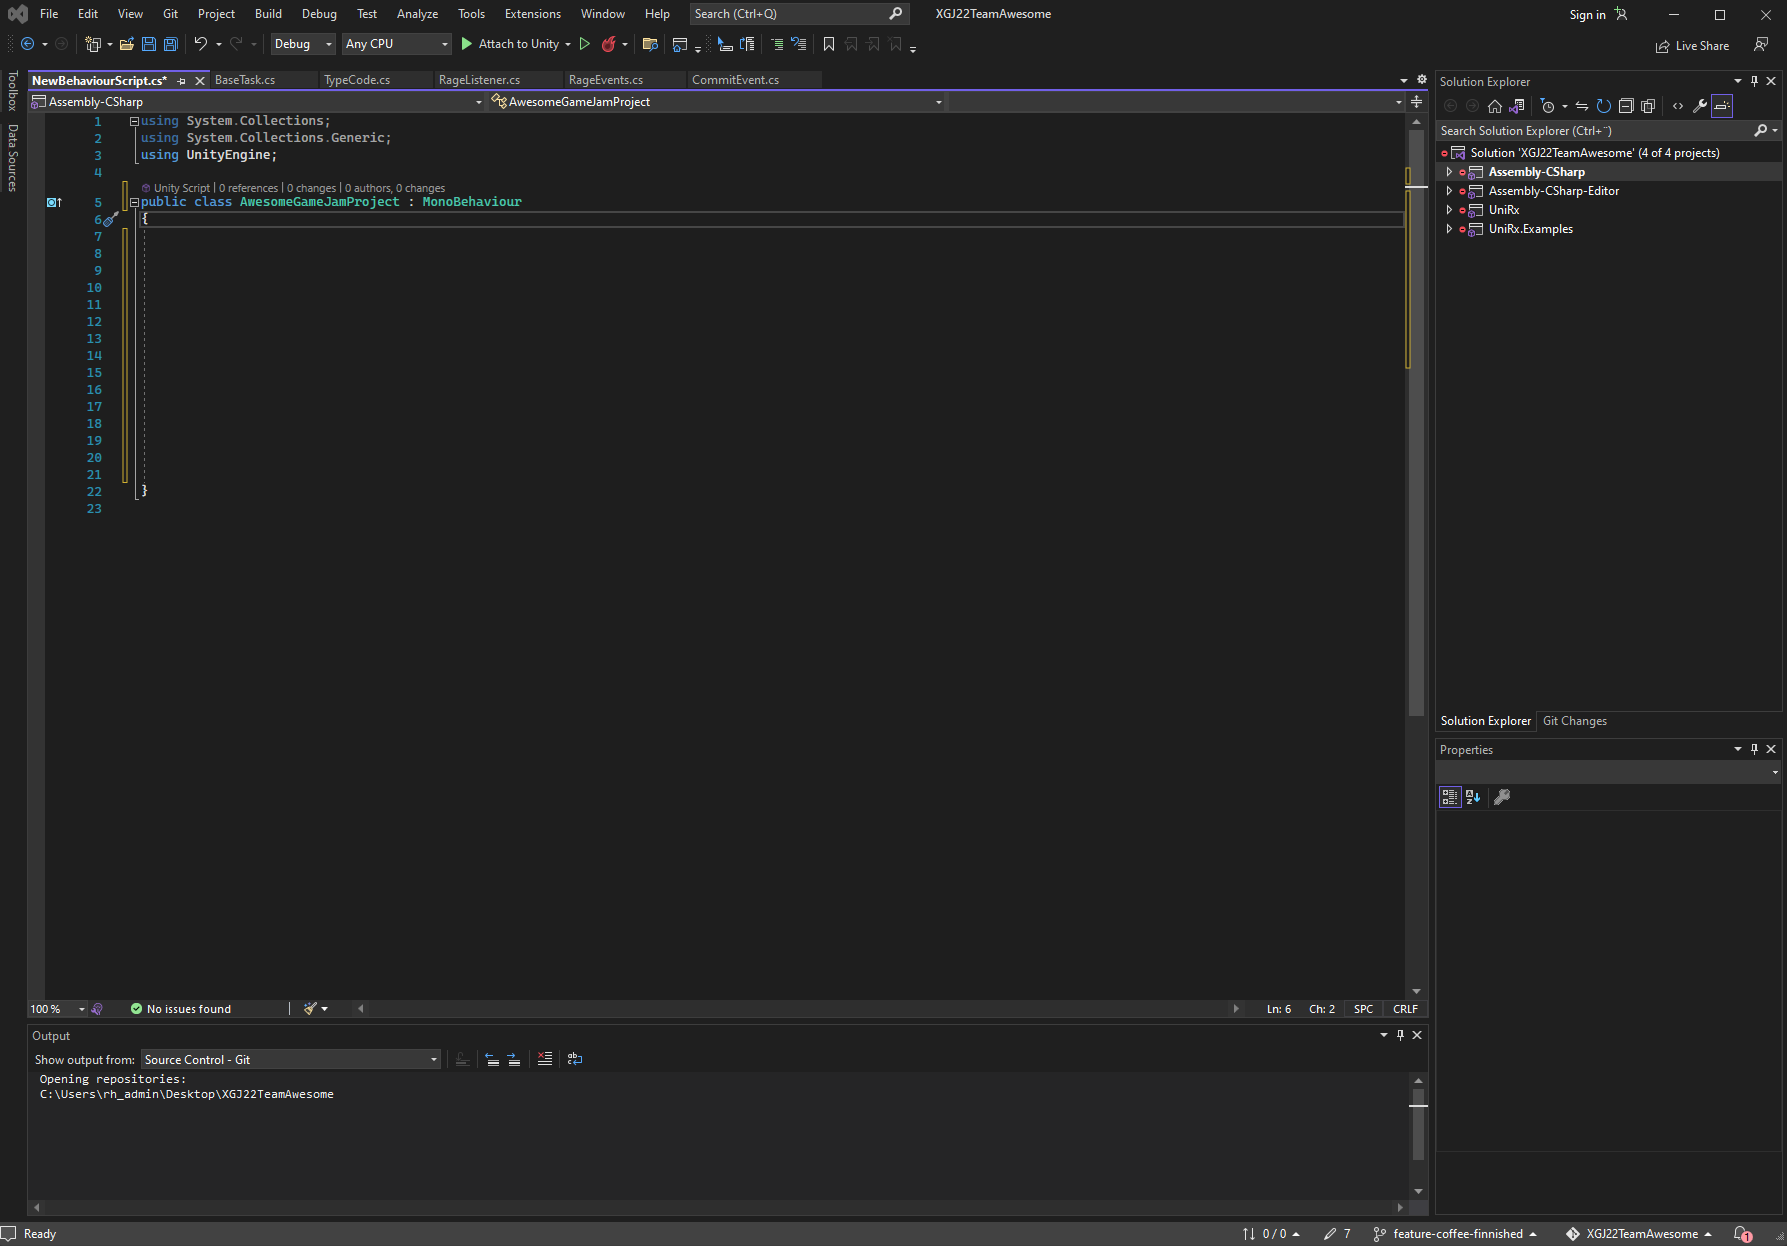 File Edit View Git Project Build Debug Test Analyze Tools Extensions Window Help Search (Ctrl+Q) XGJ22TeamAwesome Sign in
Debug Any CPU Attach to Unity Live Share
Toolbox
Data Sources
NewBehaviourScript.cs* BaseTask.cs TypeCode.cs RageListener.cs RageEvents.cs CommitEvent.cs
Assembly-CSharp AwesomeGameJamProject
1 using System.Collections;
2 using System.Collections.Generic;
3 using UnityEngine;
4
Unity Script | 0 references | 0 changes | 0 authors, 0 changes
5 public class AwesomeGameJamProject : MonoBehaviour
6 {
7
8
9
10
11
12
13
14
15
16
17
18
19
20
21
22 }
23
100 % No issues found Ln: 6 Ch: 2 SPC CRLF
Output
Show output from: Source Control - Git
Opening repositories:
C:\Users\rh_admin\Desktop\XGJ22TeamAwesome
Solution Explorer
Search Solution Explorer (Ctrl+¨)
Solution 'XGJ22TeamAwesome' (4 of 4 projects)
Assembly-CSharp
Assembly-CSharp-Editor
UniRx
UniRx.Examples
Solution Explorer Git Changes
Properties
Ready 0 / 0 7 feature-coffee-finnished XGJ22TeamAwesome 1